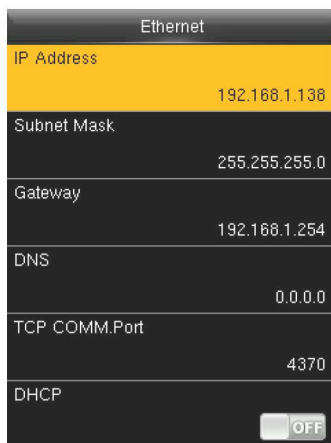 Ethernet
IP Address
192.168.1.138
Subnet Mask
255.255.255.0
Gateway
192.168.1.254
DNS
0.0.0.0
TCP COMM.Port
4370
DHCP
OFF